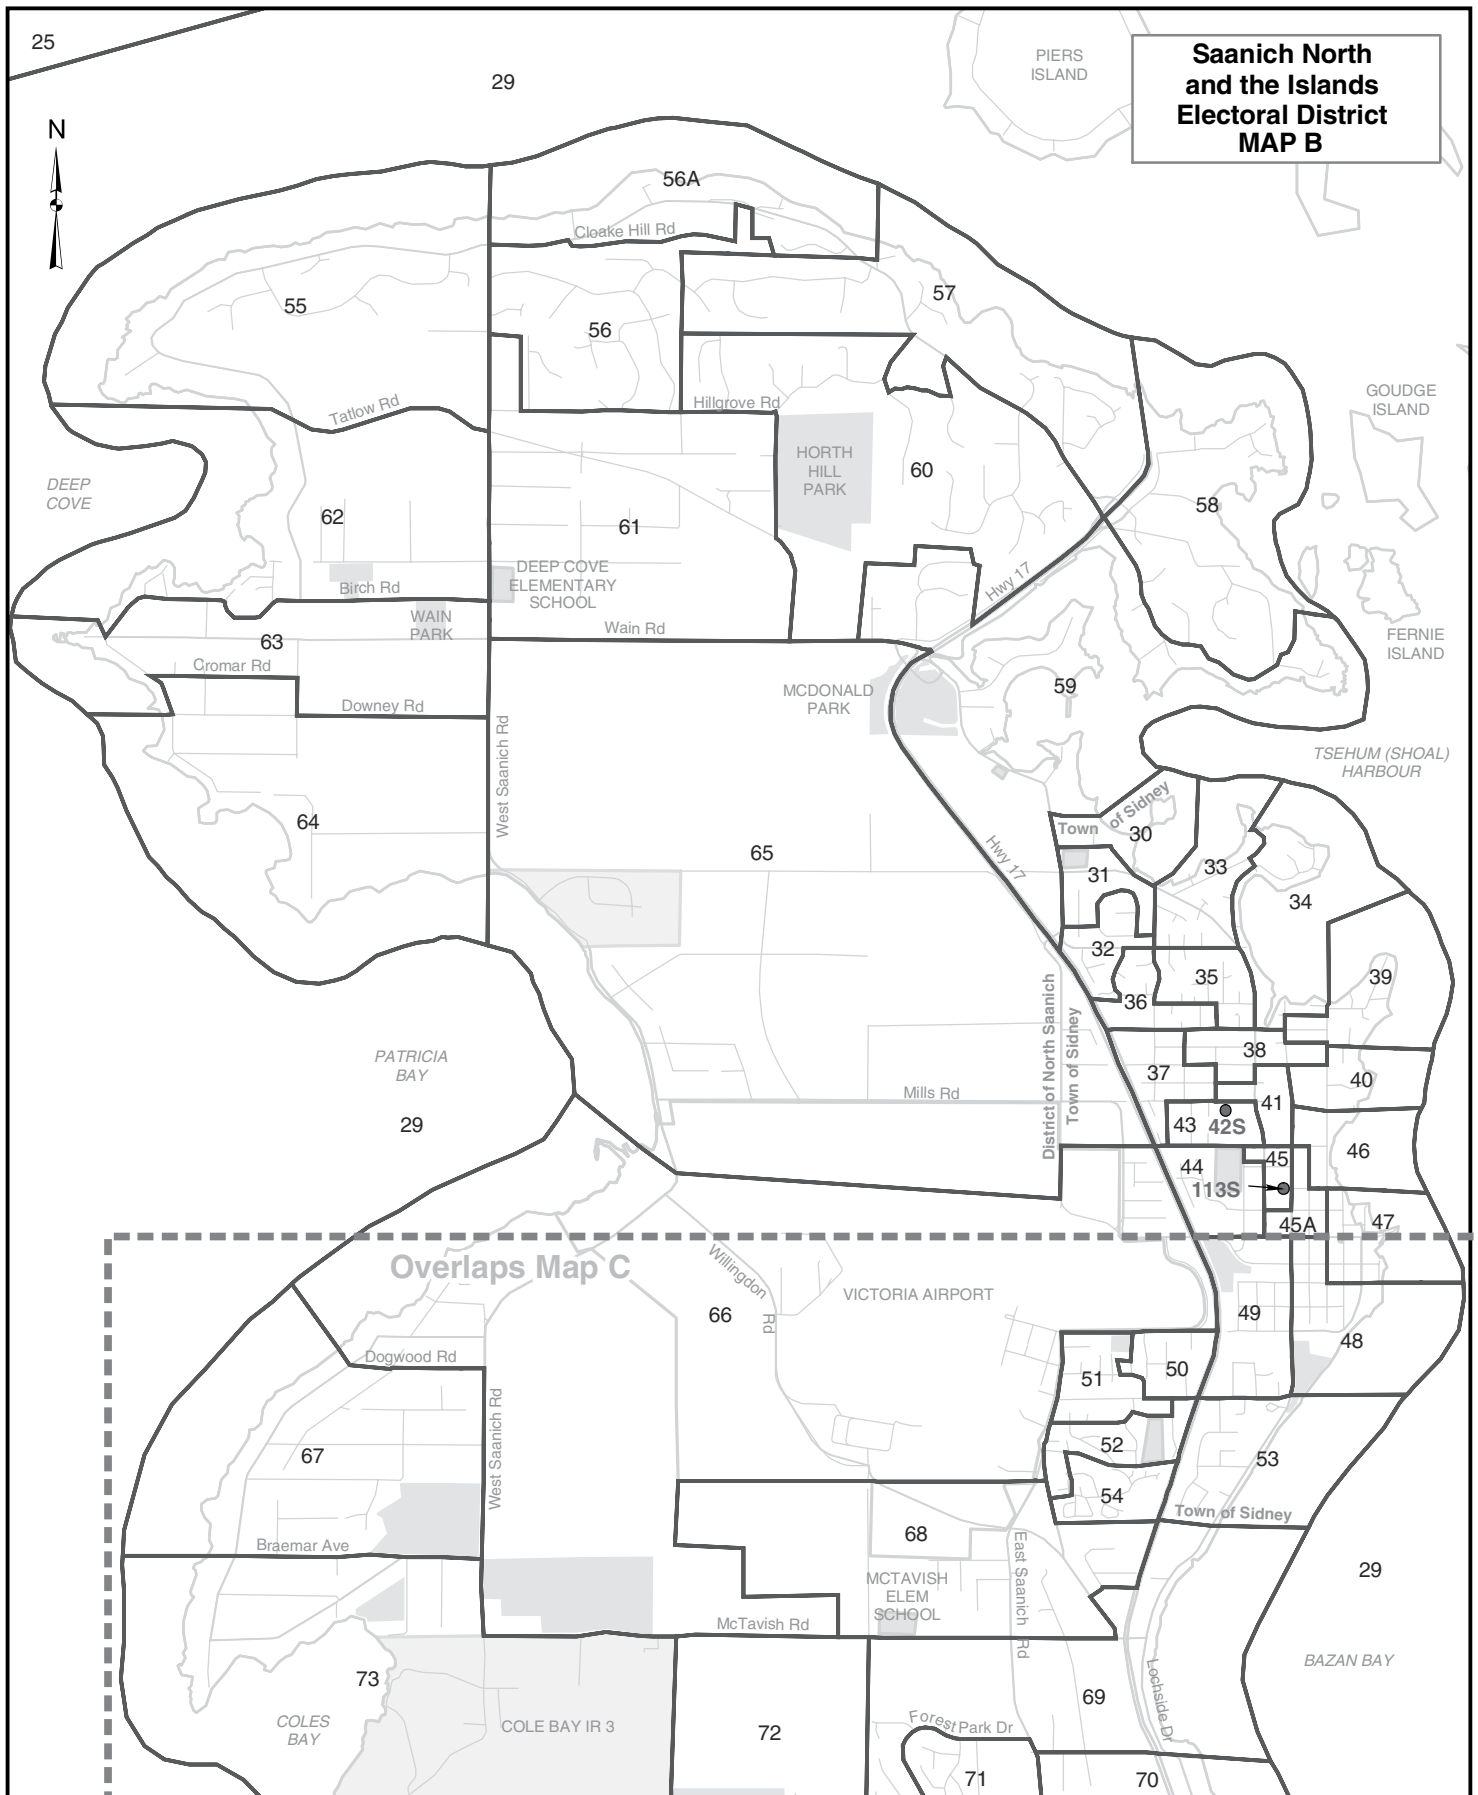 25
29
PIERS
ISLAND
Saanich North
and the Islands
Electoral District
MAP B
N
56A
Cloake Hill Rd
55
56
57
Tatlow Rd
Hillgrove Rd
GOUDGE
ISLAND
HORTH
HILL
PARK
60
DEEP
COVE
62
61
58
DEEP COVE
ELEMENTARY
SCHOOL
Birch Rd
Hwy 17
WAIN
PARK
Wain Rd
63
Cromar Rd
FERNIE
ISLAND
MCDONALD
PARK
59
Downey Rd
West Saanich Rd
TSEHUM (SHOAL)
HARBOUR
64
65
Hwy 17
Town of Sidney
30
31
33
34
32
35
36
39
District of North Saanich
Town of Sidney
PATRICIA
BAY
29
37
38
40
Mills Rd
41
43
42S
44
45
46
113S
45A
47
Overlaps Map C
Willingdon
Rd
66
VICTORIA AIRPORT
49
48
Dogwood Rd
51
50
West Saanich Rd
67
52
53
54
Town of Sidney
Braemar Ave
68
East Saanich
Rd
29
MCTAVISH
ELEM
SCHOOL
McTavish Rd
BAZAN BAY
73
COLES
BAY
COLE BAY IR 3
72
69
Lochside Dr
Forest Park Dr
71
70